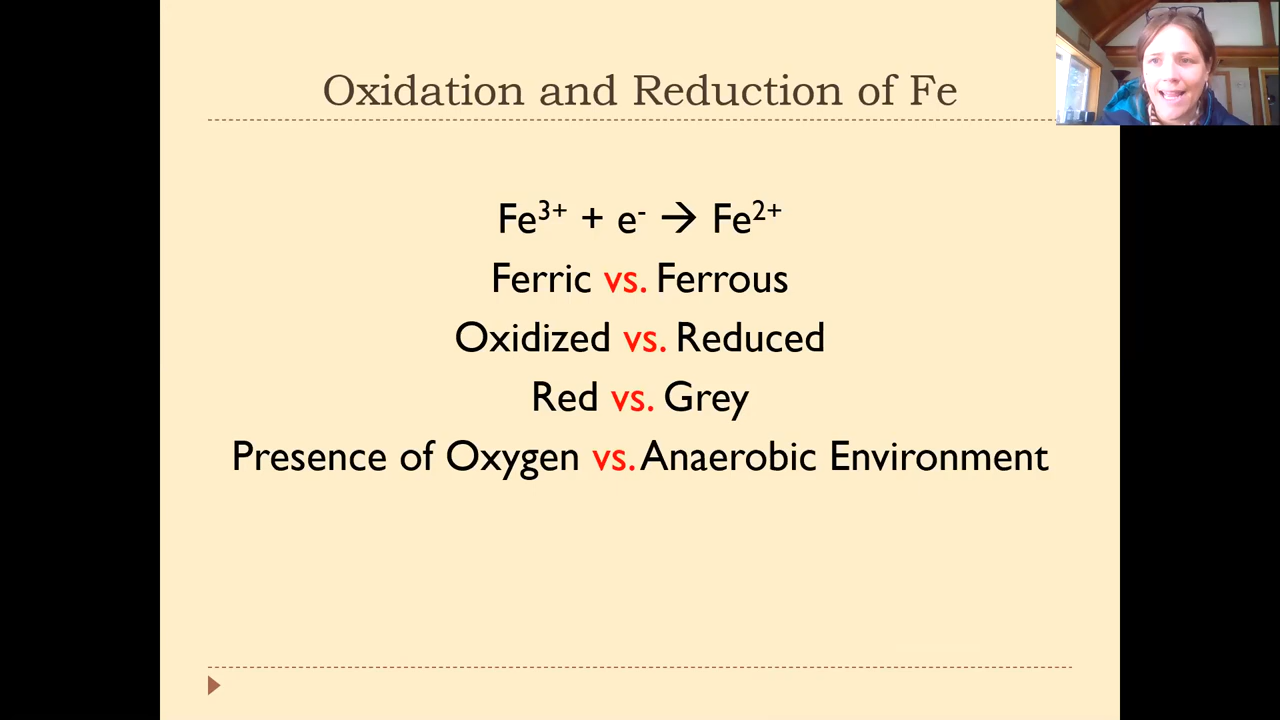 Oxidation and Reduction of Fe
Fe³⁺ + e⁻ → Fe²⁺
Ferric vs. Ferrous
Oxidized vs. Reduced
Red vs. Grey
Presence of Oxygen vs. Anaerobic Environment